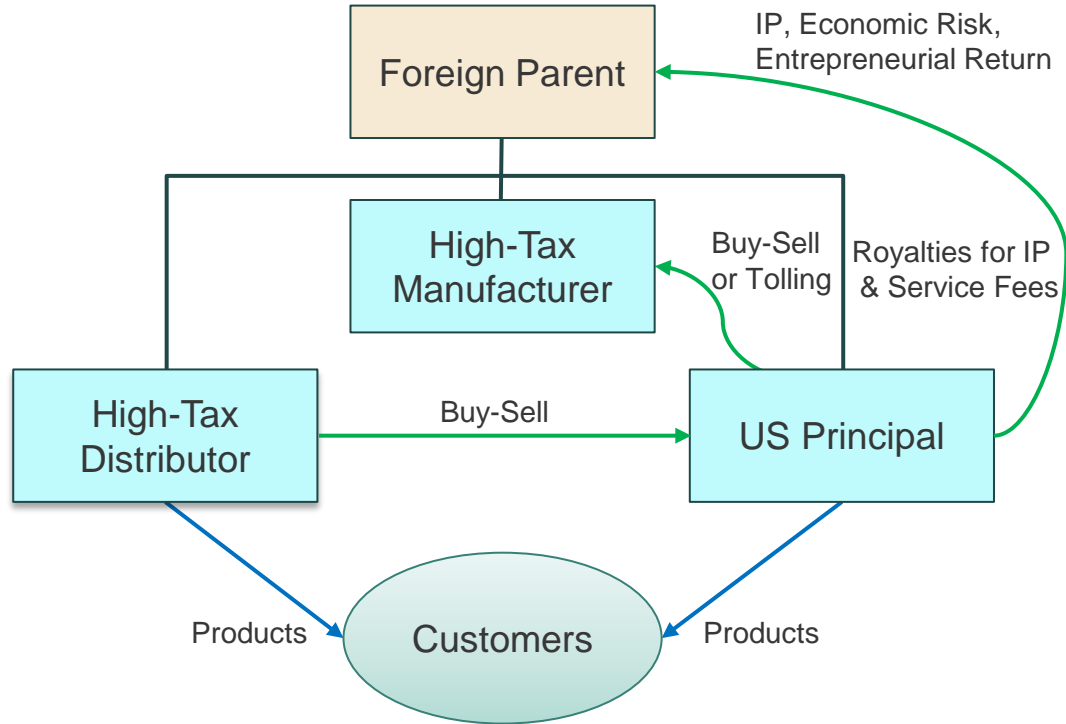 IP, Economic Risk,
Entrepreneurial Return
Foreign Parent
High-Tax
Manufacturer
Buy-Sell
or Tolling
Royalties for IP
& Service Fees
High-Tax
Distributor
Buy-Sell
US Principal
Products
Customers
Products